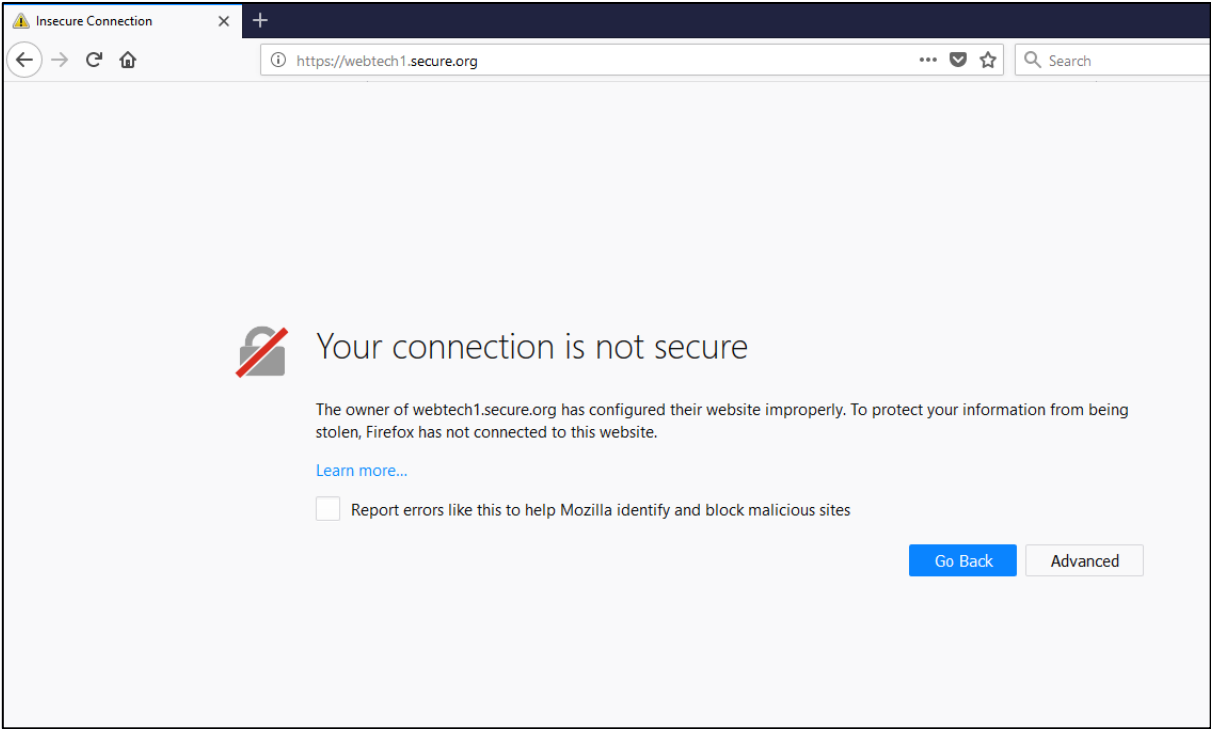 Insecure Connection
https://webtech1.secure.org
Search
Your connection is not secure
The owner of webtech1.secure.org has configured their website improperly. To protect your information from being
stolen, Firefox has not connected to this website.
Learn more...
Report errors like this to help Mozilla identify and block malicious sites
Go Back
Advanced